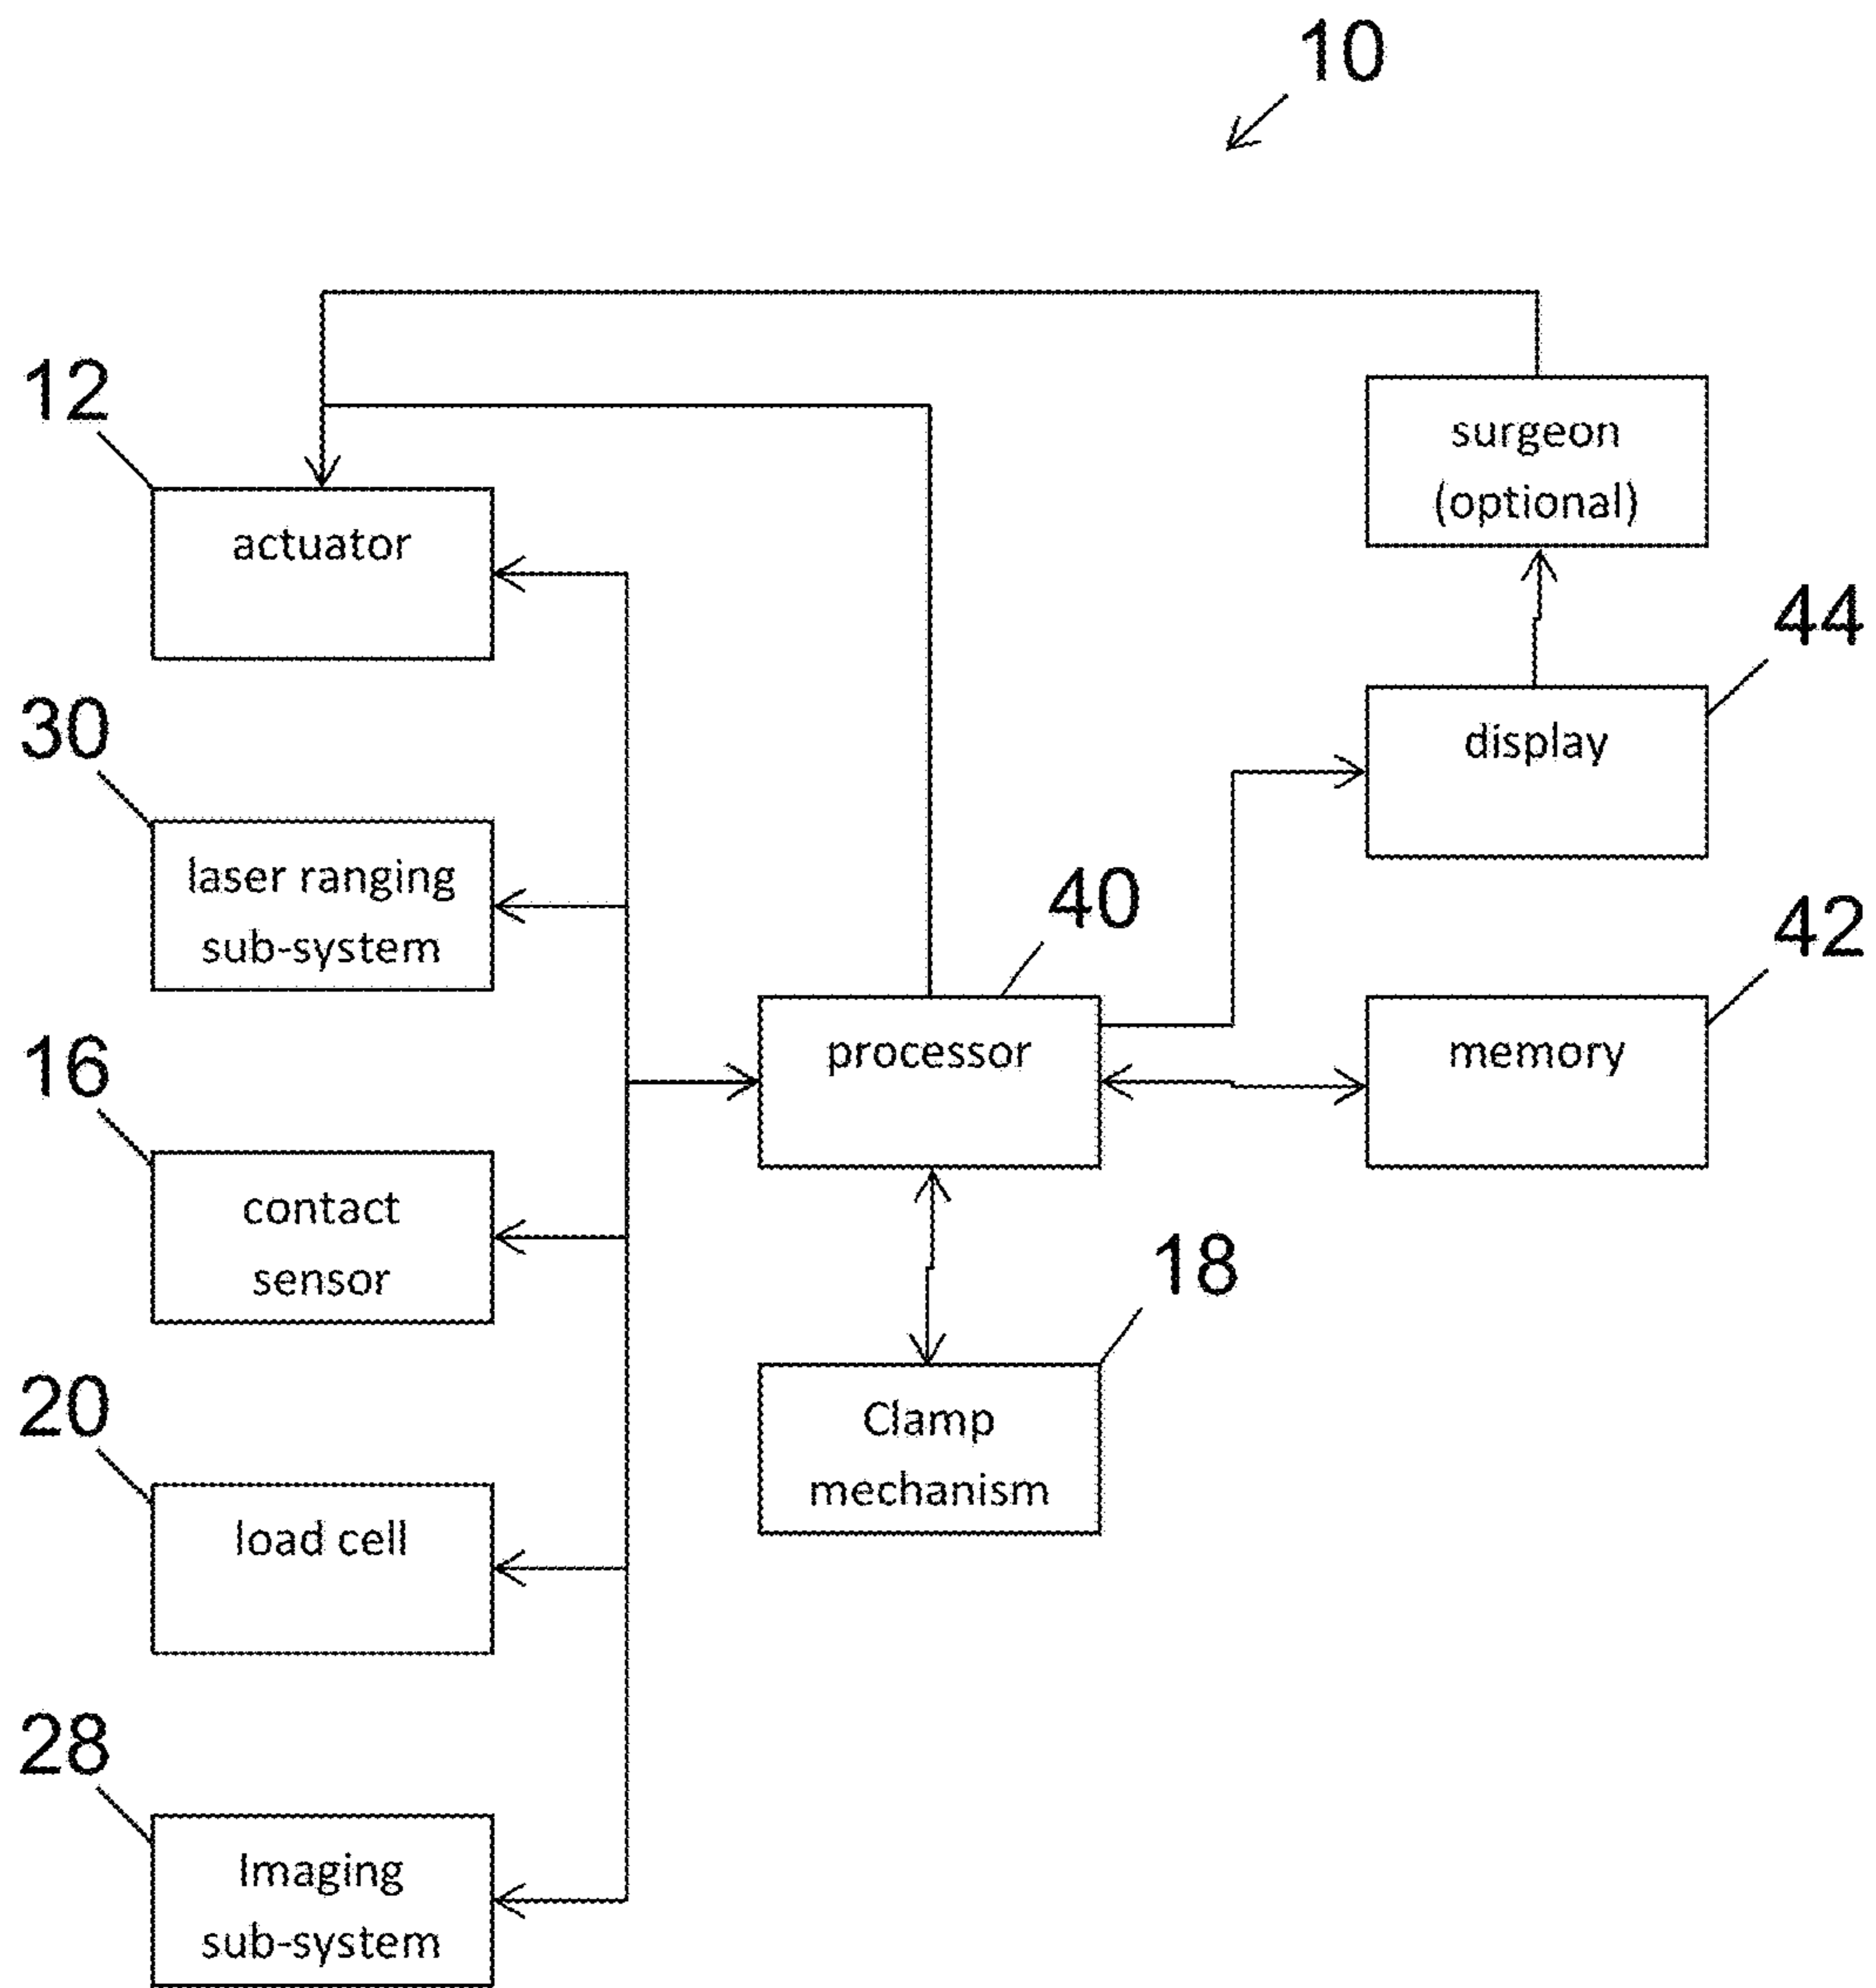 10
12
actuator
surgeon
(optional)
44
display
30
laser ranging
sub-system
40
processor
42
memory
16
contact
sensor
18
Clamp
mechanism
20
load cell
28
Imaging
sub-system